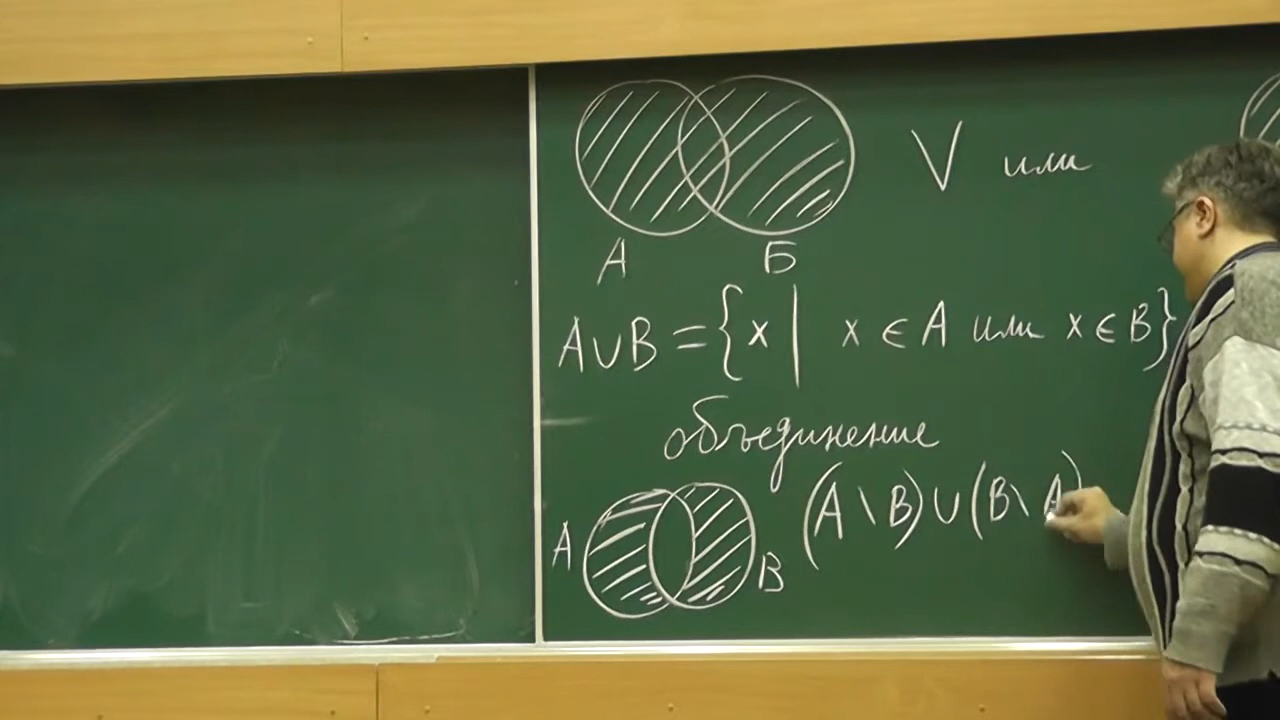 V или
А Б
A∪B = {x | x ∈ A или x ∈ B}
объединение
(A \ B) ∪ (B \ A)
A B